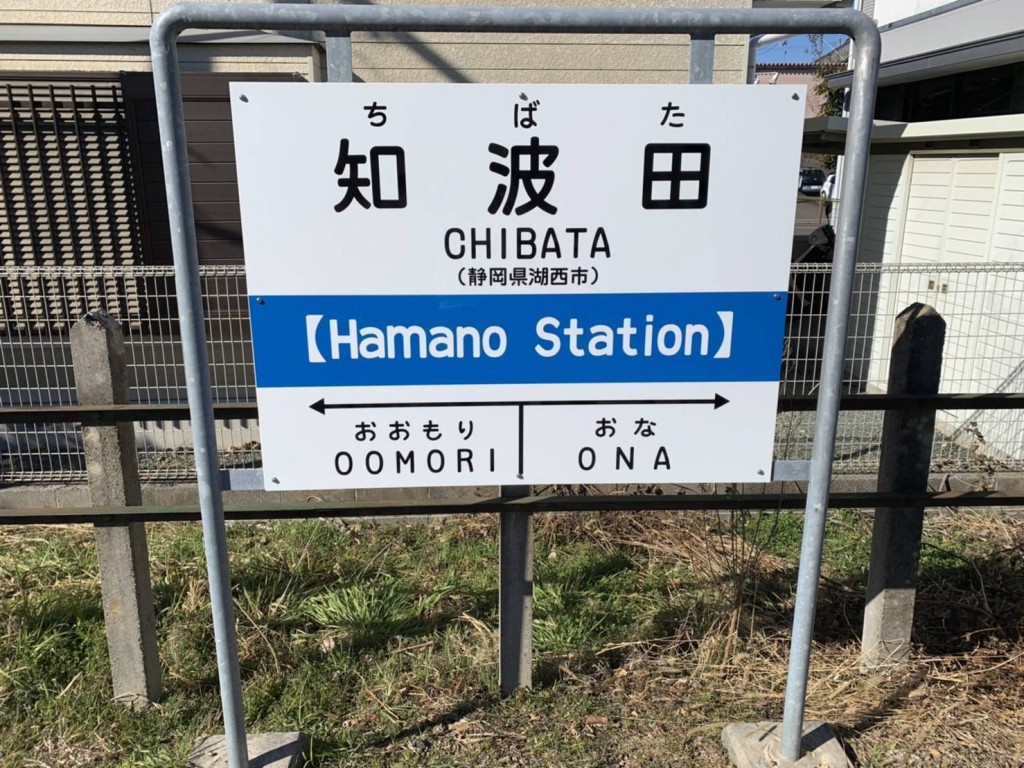 ちばた
知波田
CHIBATA
(静岡県湖西市)
【Hamano Station】
おおもり おな
OOMORI ONA